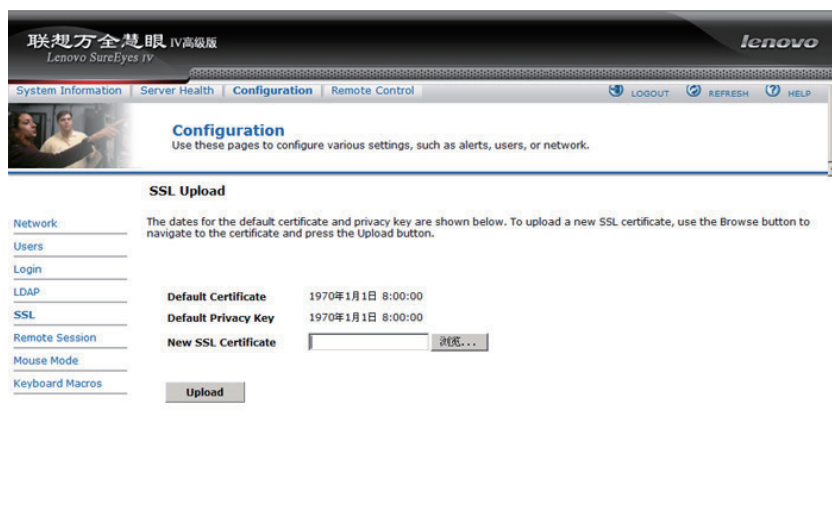 联想万全慧眼 IV高级版
Lenovo SureEyes IV
lenovo
System Information Server Health Configuration Remote Control LOGOUT REFRESH HELP
Configuration
Use these pages to configure various settings, such as alerts, users, or network.
SSL Upload
The dates for the default certificate and privacy key are shown below. To upload a new SSL certificate, use the Browse button to
navigate to the certificate and press the Upload button.
Network
Users
Login
LDAP
SSL
Remote Session
Mouse Mode
Keyboard Macros
Default Certificate 1970年1月1日 8:00:00
Default Privacy Key 1970年1月1日 8:00:00
New SSL Certificate 浏览...
Upload